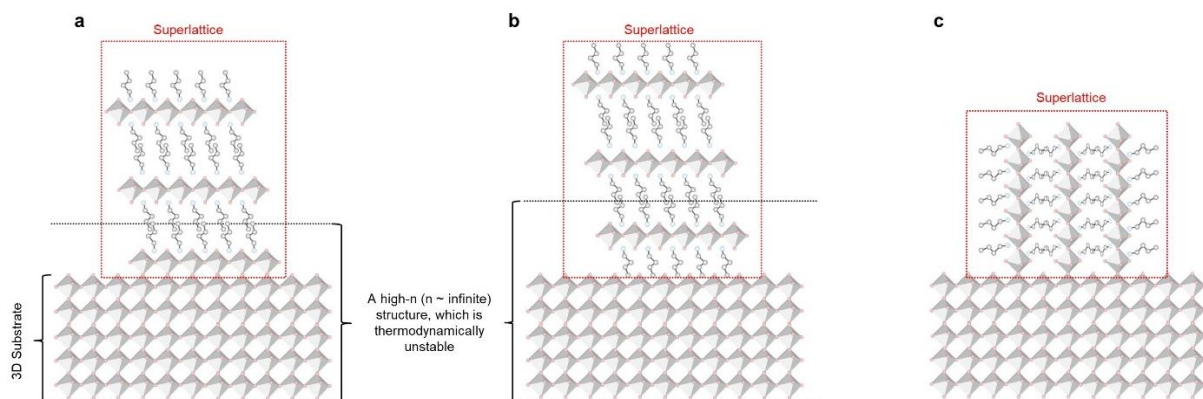 a
Superlattice
b
Superlattice
c
Superlattice
A high-n (n ~ infinite)
structure, which is
thermodynamically
unstable
3D Substrate